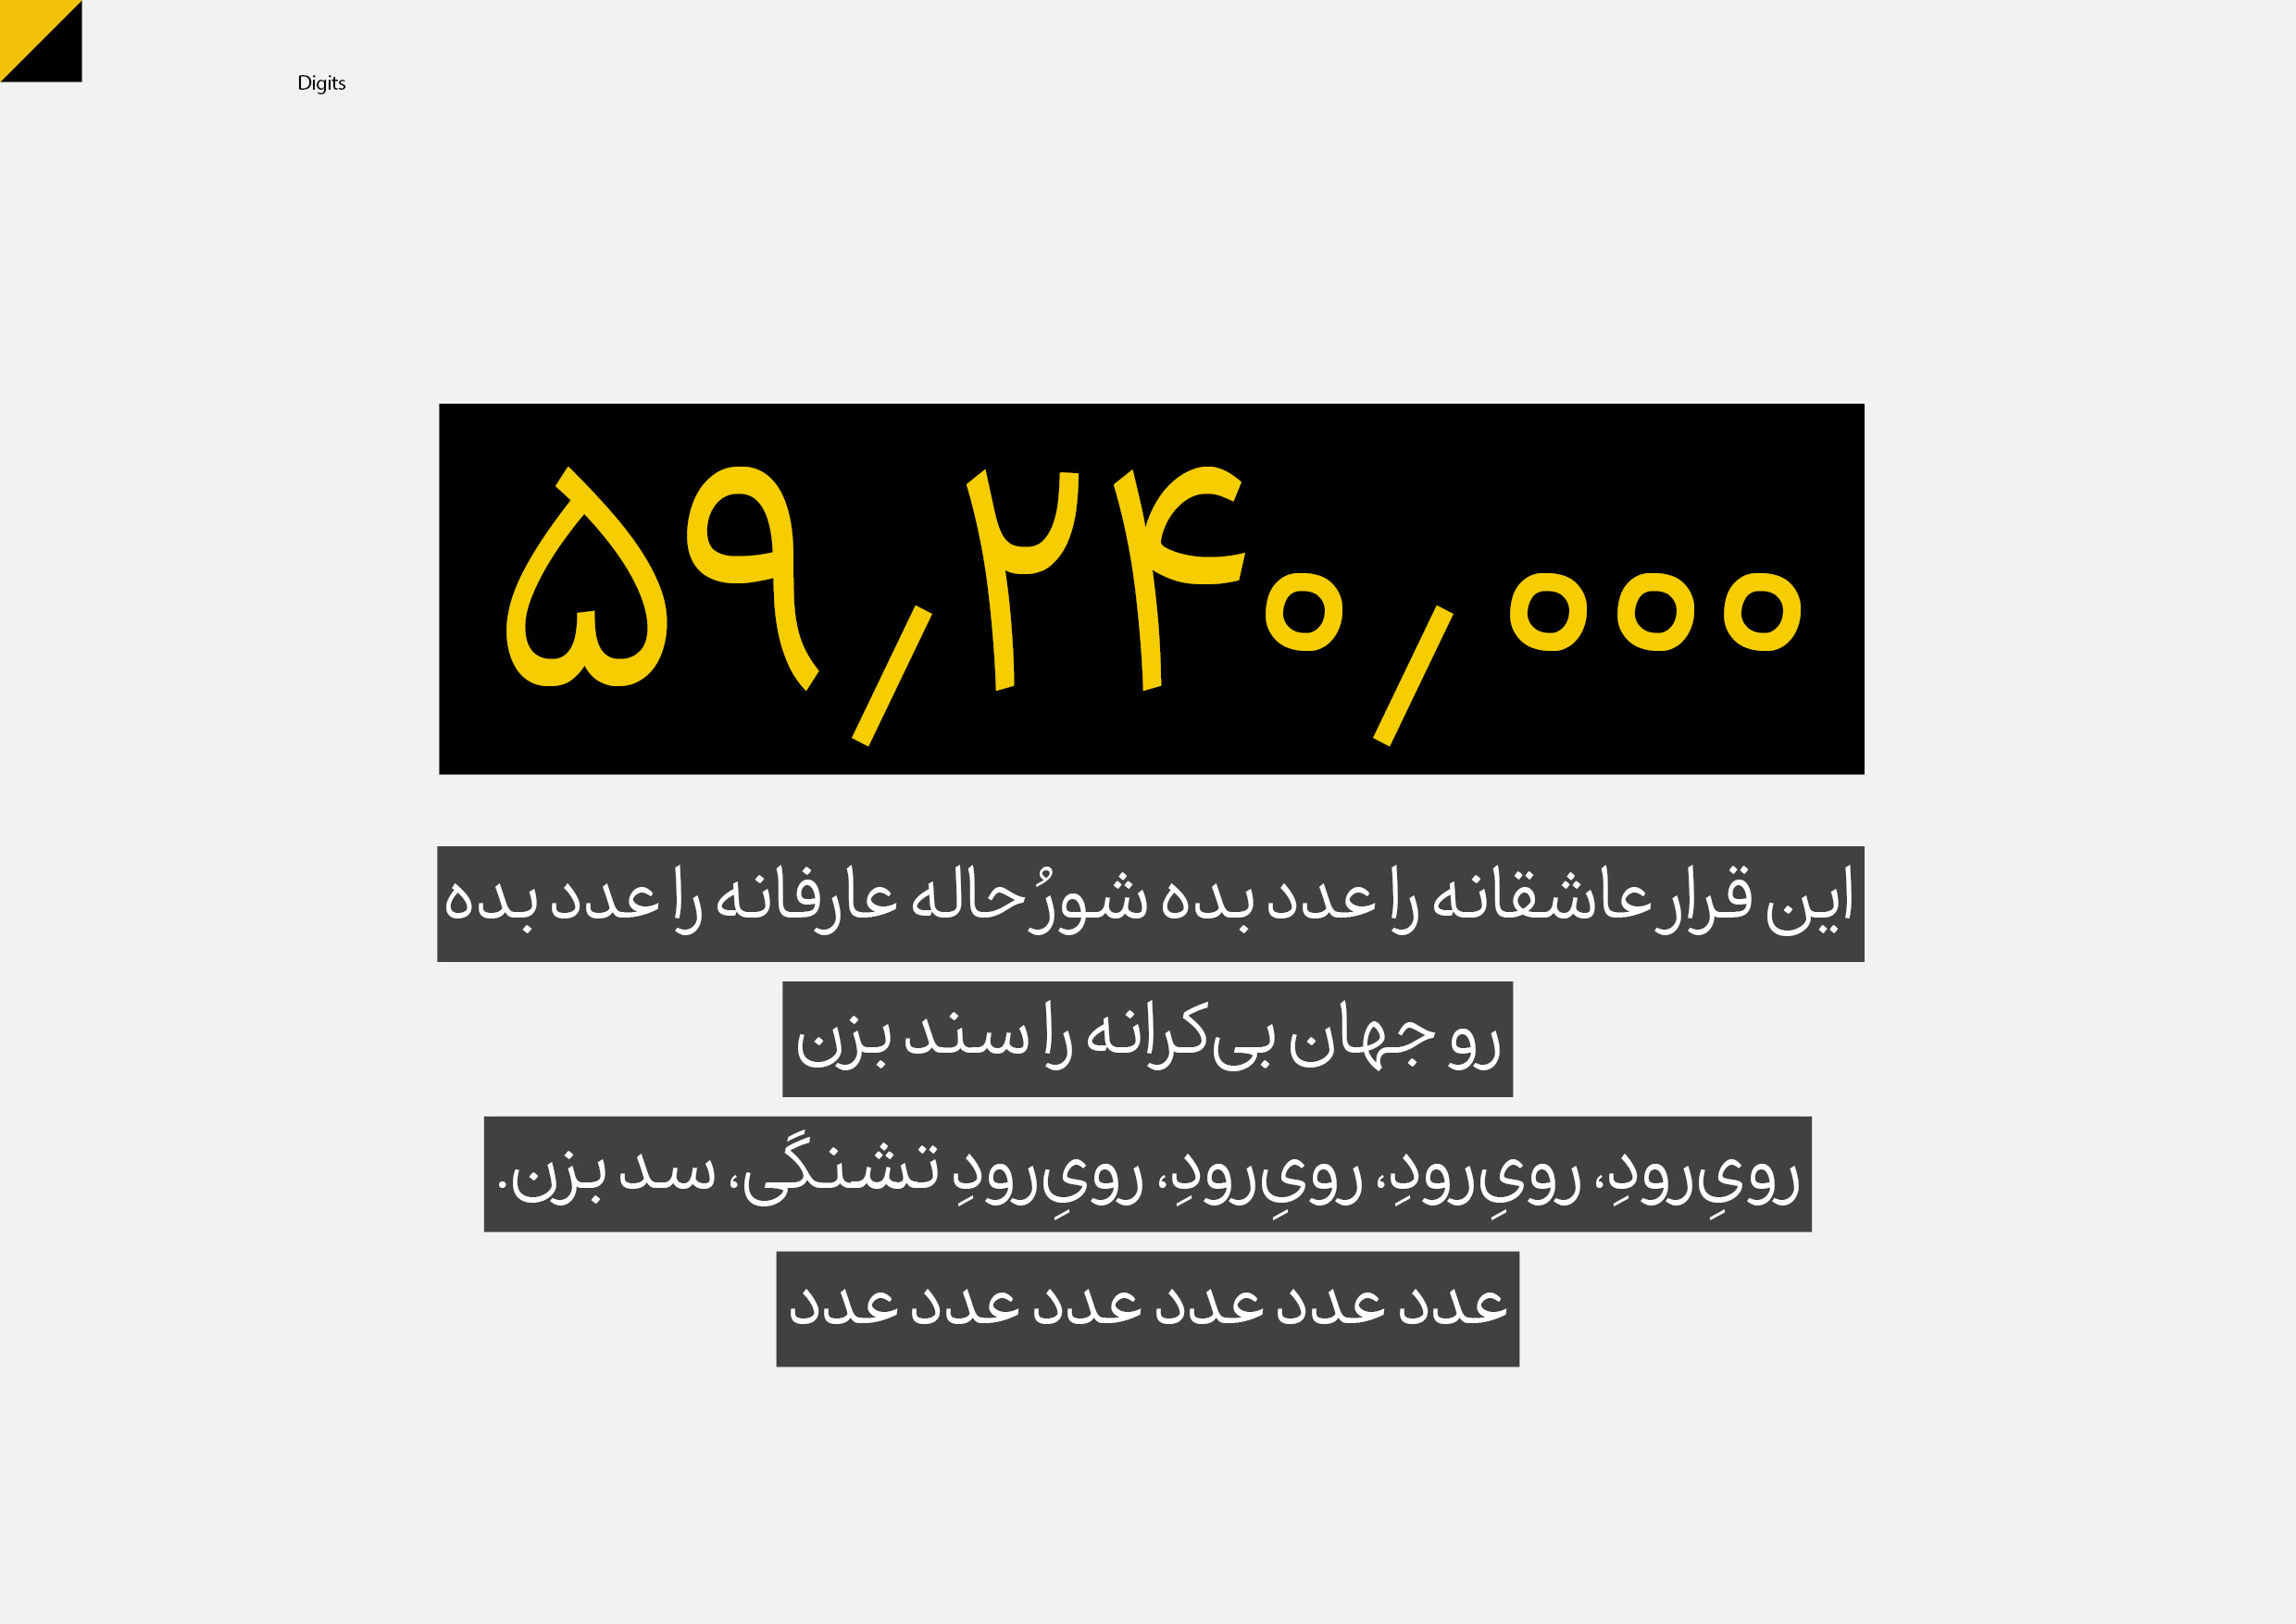 Digits
۵۹٫۲۴۰٫۰۰۰
این قرار عاشقانه را عدد بده شورُحاله عارفانه را عدد بده
رو جهان بی‌کرانه را سند بزن
رویِ‌رودِ، رویِ‌رودِ، رویِ‌رودِ، رویِ‌رودِ تشنگی، سد بزن.
عدد عدد عدد عدد عدد عدد